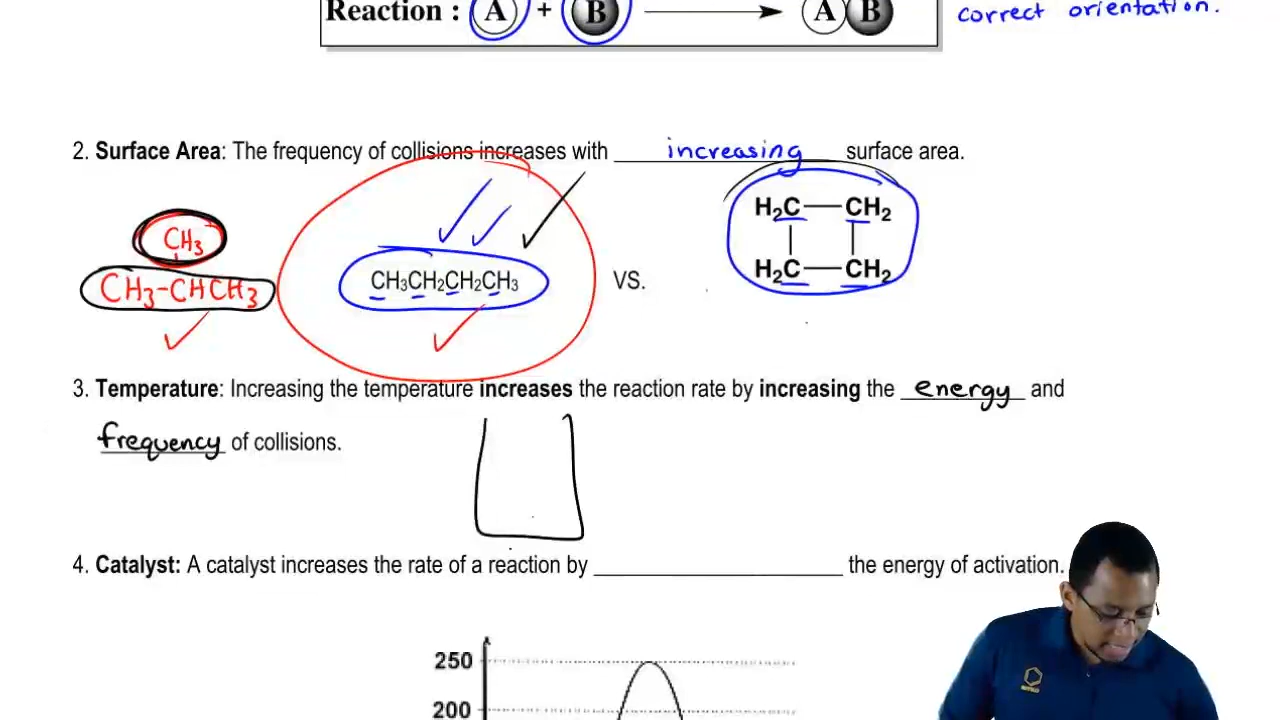 Reaction : A + B → A B
correct orientation.
2. Surface Area: The frequency of collisions increases with increasing surface area.
CH3
CH3-CHCH3
CH3CH2CH2CH3 VS.
H2C — CH2
H2C — CH2
3. Temperature: Increasing the temperature increases the reaction rate by increasing the energy and
frequency of collisions.
4. Catalyst: A catalyst increases the rate of a reaction by ____________________ the energy of activation.
250
200